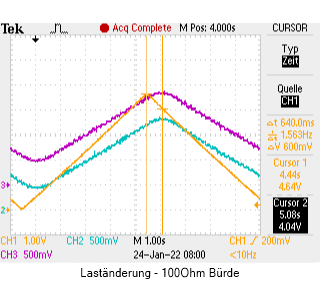 Tek Acq Complete M Pos: 4.000s CURSOR
Typ
Zeit
Quelle
CH1
Δt 640.0ms
1/Δt 1.563Hz
ΔV 600mV
Cursor 1
4.44s
4.64V
Cursor 2
5.08s
4.04V
3
2
CH1 1.00V CH2 500mV M 1.00s CH1 / 200mV
CH3 500mV 24-Jan-22 08:00 <10Hz
Laständerung - 100Ohm Bürde